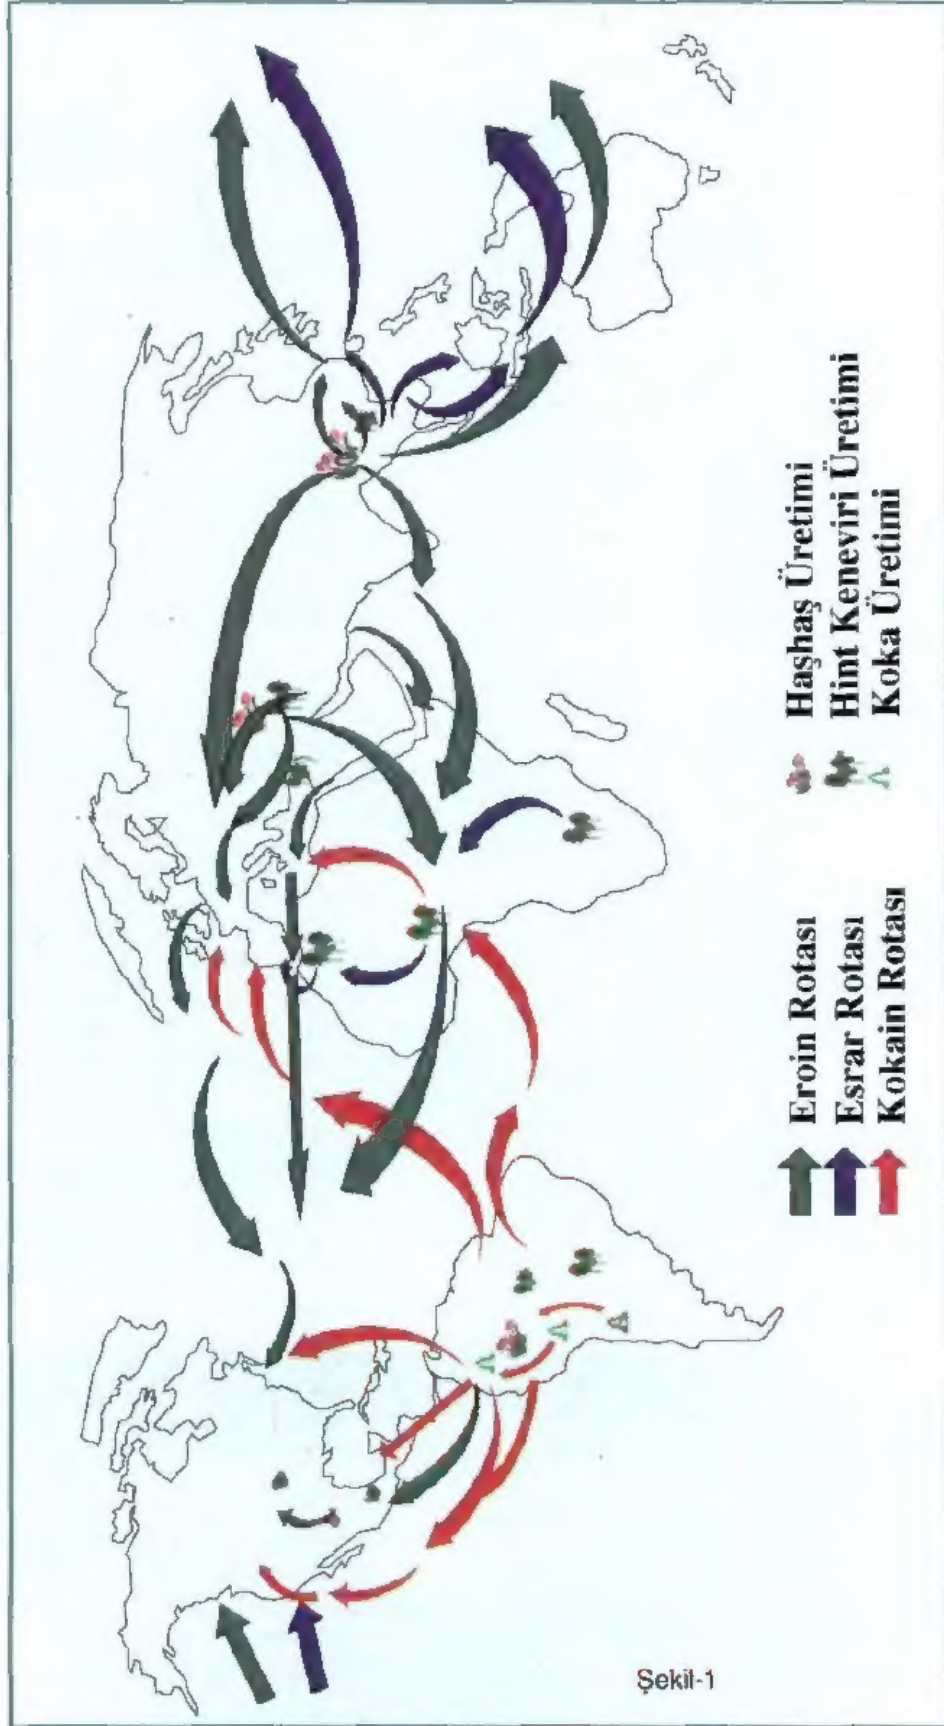 Eroin Rotası
Esrar Rotası
Kokain Rotası
Haşhaş Üretimi
Hint Keneviri Üretimi
Koka Üretimi
Şekil-1